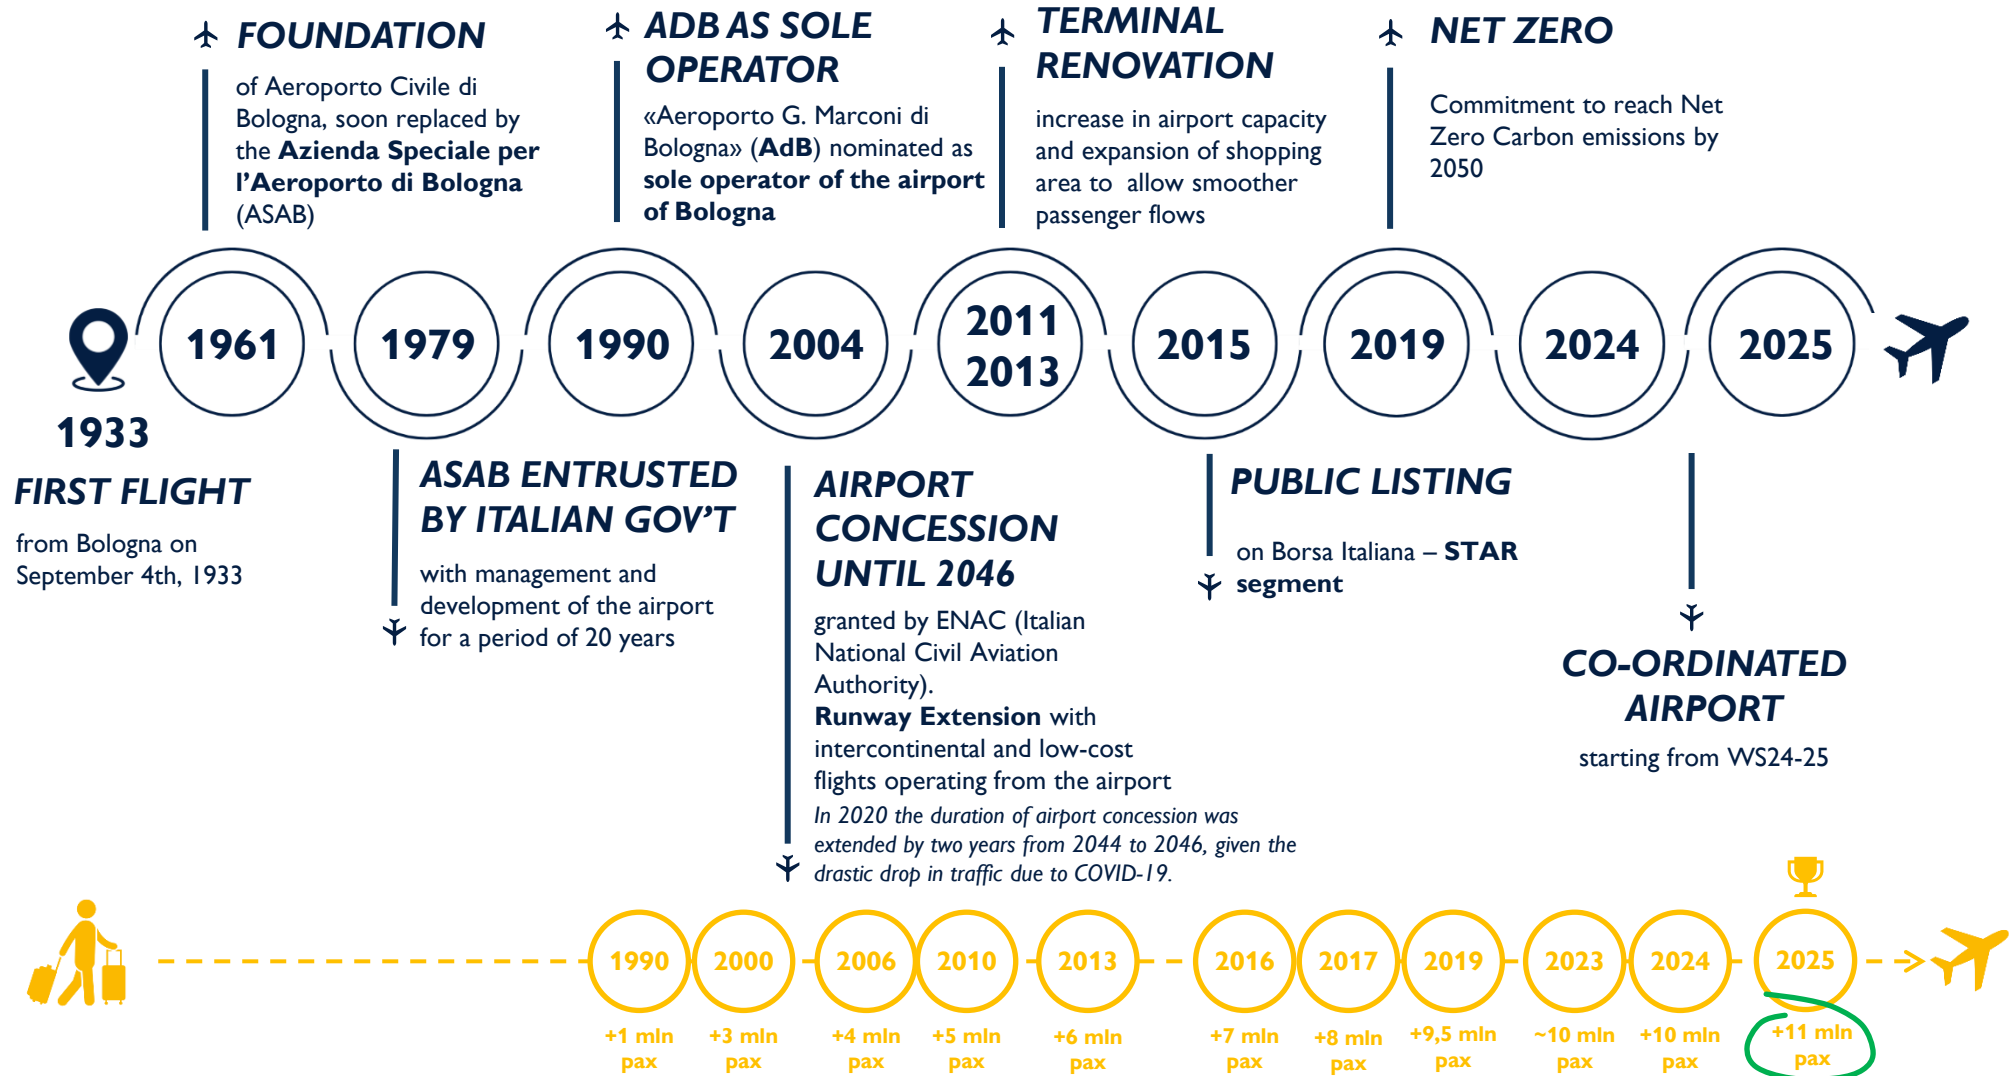 FOUNDATION
of Aeroporto Civile di
Bologna, soon replaced by
the Azienda Speciale per
l'Aeroporto di Bologna
(ASAB)
ADB AS SOLE
OPERATOR
«Aeroporto G. Marconi di
Bologna» (AdB) nominated as
sole operator of the airport
of Bologna
TERMINAL
RENOVATION
increase in airport capacity
and expansion of shopping
area to allow smoother
passenger flows
NET ZERO
Commitment to reach Net
Zero Carbon emissions by
2050
1961
1979
1990
2004
2011
2013
2015
2019
2024
2025
1933
FIRST FLIGHT
from Bologna on
September 4th, 1933
ASAB ENTRUSTED
BY ITALIAN GOV'T
with management and
development of the airport
for a period of 20 years
AIRPORT
CONCESSION
UNTIL 2046
granted by ENAC (Italian
National Civil Aviation
Authority).
Runway Extension with
intercontinental and low-cost
flights operating from the airport
In 2020 the duration of airport concession was
extended by two years from 2044 to 2046, given the
drastic drop in traffic due to COVID-19.
PUBLIC LISTING
on Borsa Italiana – STAR
segment
CO-ORDINATED
AIRPORT
starting from WS24-25
1990
+1 mln
pax
2000
+3 mln
pax
2006
+4 mln
pax
2010
+5 mln
pax
2013
+6 mln
pax
2016
+7 mln
pax
2017
+8 mln
pax
2019
+9,5 mln
pax
2023
~10 mln
pax
2024
+10 mln
pax
2025
+11 mln
pax